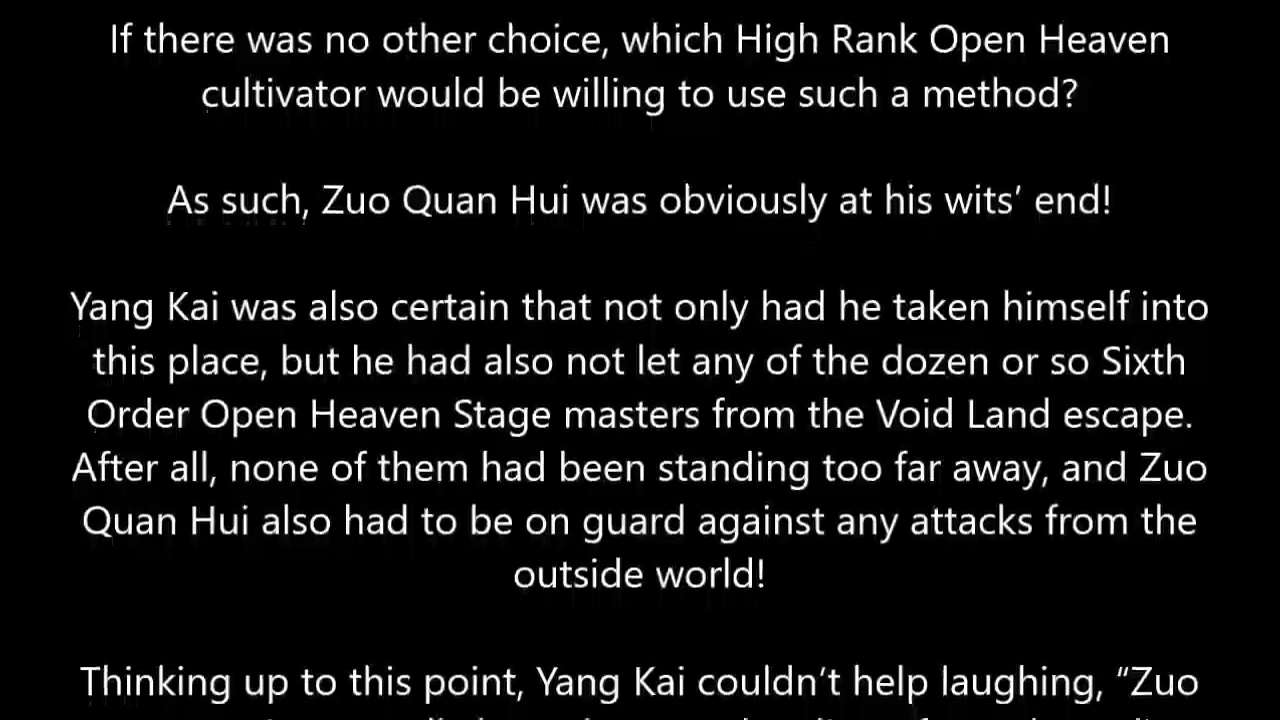 If there was no other choice, which High Rank Open Heaven
cultivator would be willing to use such a method?
As such, Zuo Quan Hui was obviously at his wits’ end!
Yang Kai was also certain that not only had he taken himself into
this place, but he had also not let any of the dozen or so Sixth
Order Open Heaven Stage masters from the Void Land escape.
After all, none of them had been standing too far away, and Zuo
Quan Hui also had to be on guard against any attacks from the
outside world!
Thinking up to this point, Yang Kai couldn’t help laughing, “Zuo